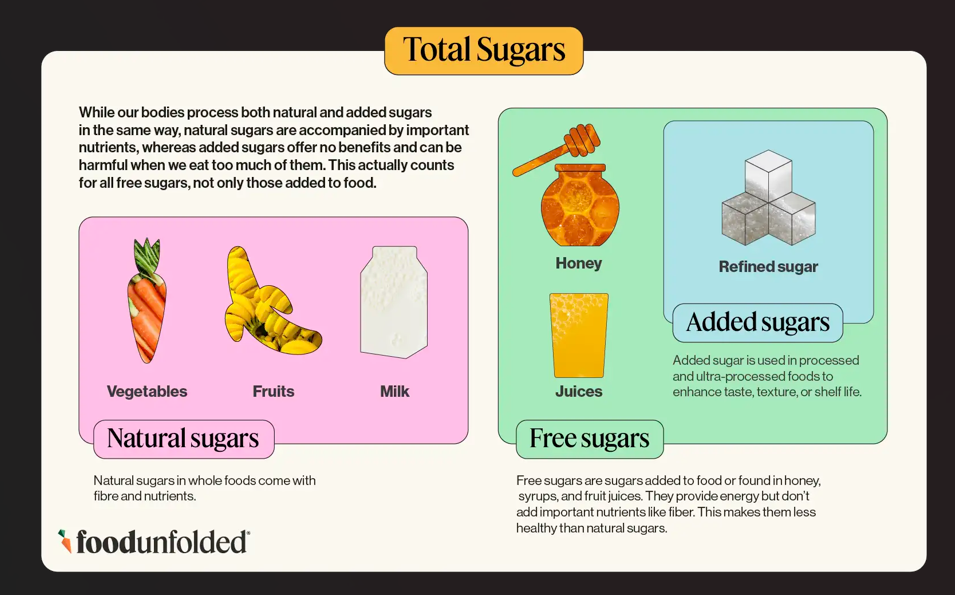 Total Sugars
While our bodies process both natural and added sugars
in the same way, natural sugars are accompanied by important
nutrients, whereas added sugars offer no benefits and can be
harmful when we eat too much of them. This actually counts
for all free sugars, not only those added to food.
Vegetables
Fruits
Milk
Natural sugars
Natural sugars in whole foods come with
fibre and nutrients.
Honey
Juices
Refined sugar
Added sugars
Added sugar is used in processed
and ultra-processed foods to
enhance taste, texture, or shelf life.
Free sugars
Free sugars are sugars added to food or found in honey,
syrups, and fruit juices. They provide energy but don't
add important nutrients like fiber. This makes them less
healthy than natural sugars.
foodunfolded®